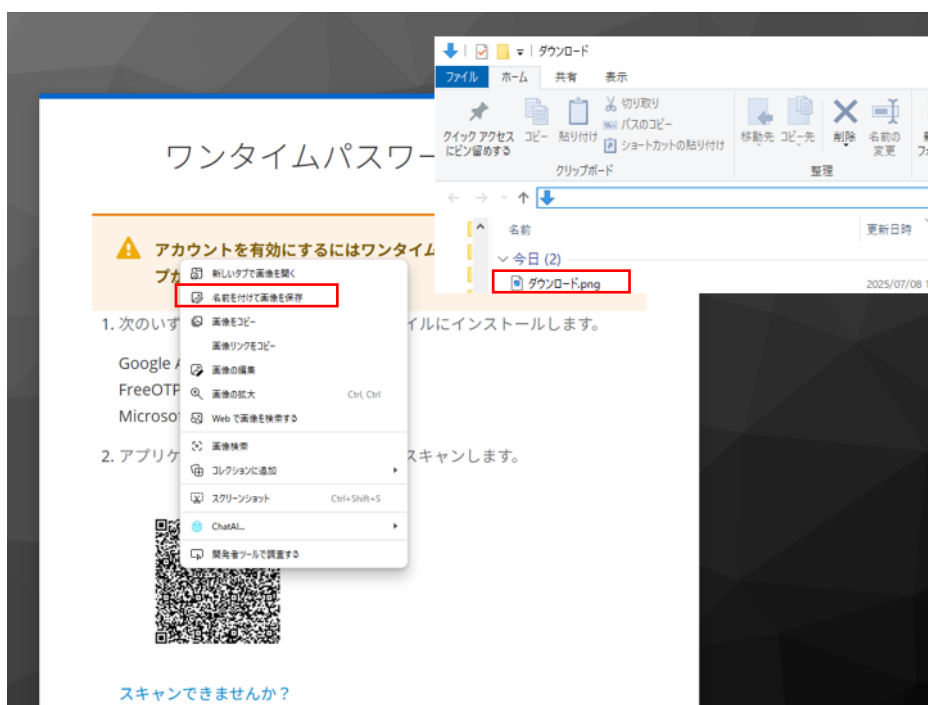 ダウンロード
ファイル ホーム 共有 表示
クイック アクセス
にピン留めする
コピー
貼り付け
切り取り
パスのコピー
ショートカットの貼り付け
移動先 コピー先 削除 名前の
変更
クリップボード
整理
名前
更新日時
今日 (2)
ダウンロード.png
2025/07/08
ワンタイムパスワー
アカウントを有効にするにはワンタイム
1. 次のいず
イルにインストールします。
Google
FreeOTP
Microso
2. アプリケ
スキャンします。
新しいタブで画像を開く
名前を付けて画像を保存
画像をコピー
画像リンクをコピー
画像の編集
画像の拡大 Ctrl, Ctrl
Web で画像を検索する
画像検索
コレクションに追加
スクリーンショット Ctrl+Shift+S
ChatAI...
開発者ツールで調査する
スキャンできませんか？